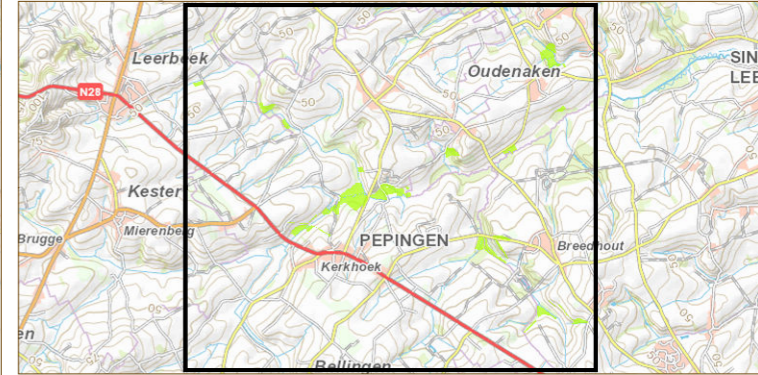 Leerbeek
50
Oudenaken
SIN
LEE
N28
50
50
50
Kester
Mierenberg
Brugge
PEPINGEN
Breedhout
Kerkhoek
en
Bellingen
50